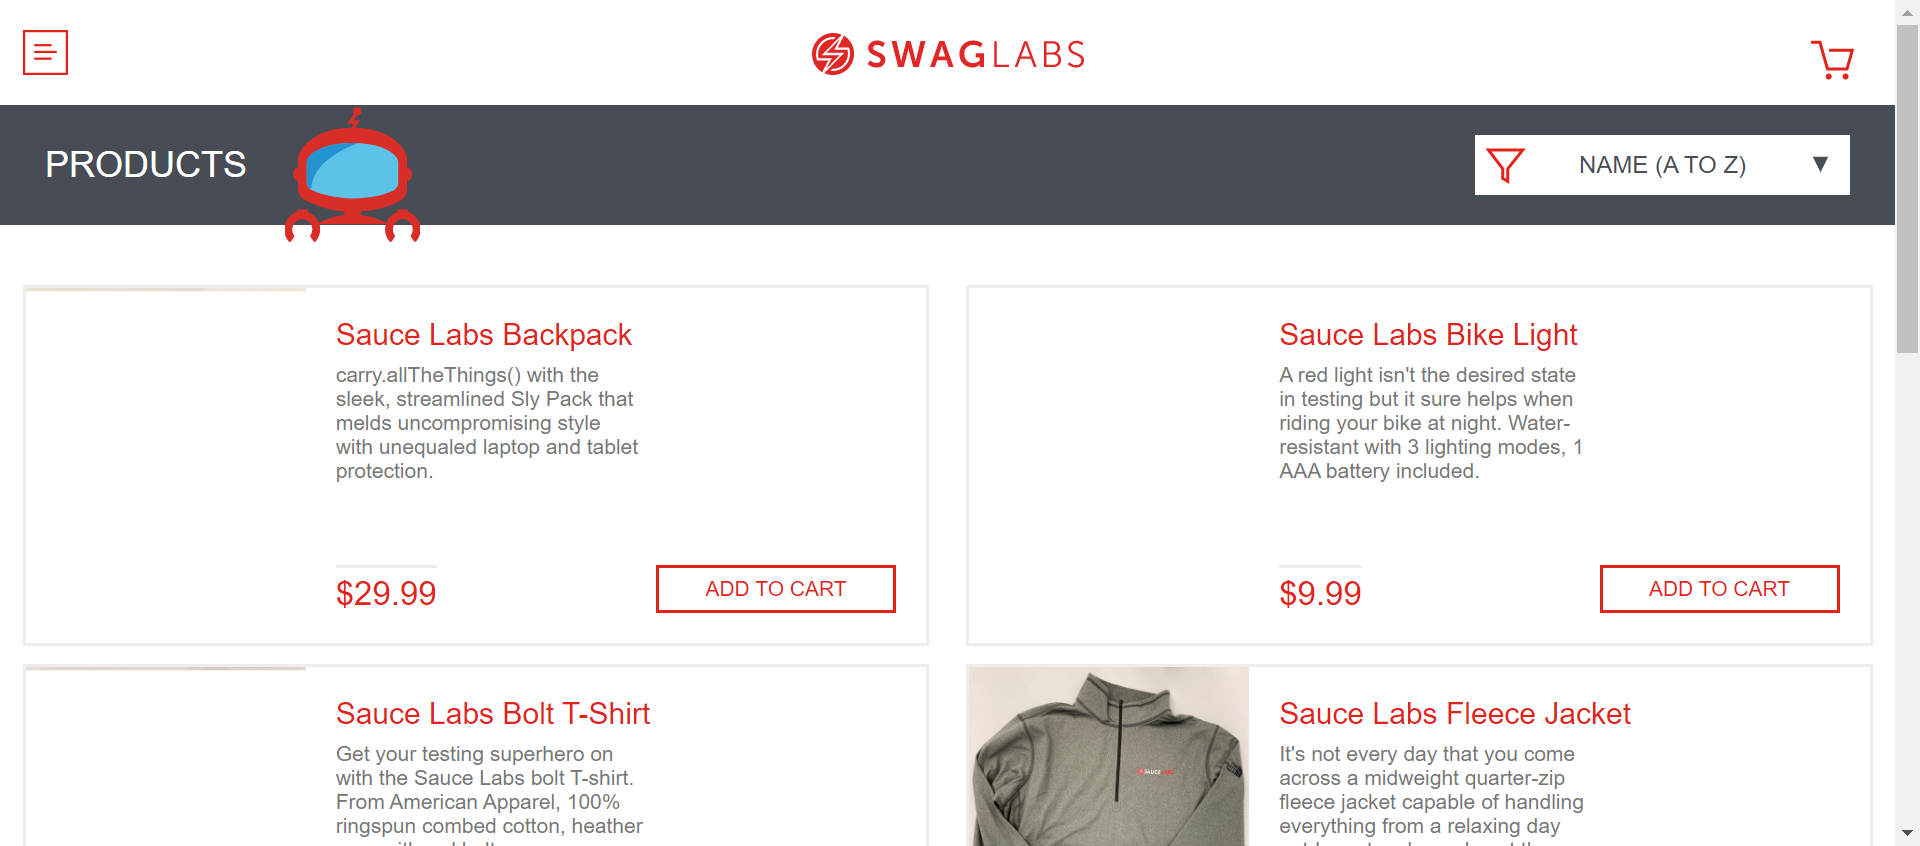 SWAGLABS
PRODUCTS
NAME (A TO Z)
Sauce Labs Backpack
carry.allTheThings() with the
sleek, streamlined Sly Pack that
melds uncompromising style
with unequaled laptop and tablet
protection.
$29.99
ADD TO CART
Sauce Labs Bike Light
A red light isn't the desired state
in testing but it sure helps when
riding your bike at night. Water-
resistant with 3 lighting modes, 1
AAA battery included.
$9.99
ADD TO CART
Sauce Labs Bolt T-Shirt
Get your testing superhero on
with the Sauce Labs bolt T-shirt.
From American Apparel, 100%
ringspun combed cotton, heather
SAUCE LABS
Sauce Labs Fleece Jacket
It's not every day that you come
across a midweight quarter-zip
fleece jacket capable of handling
everything from a relaxing day